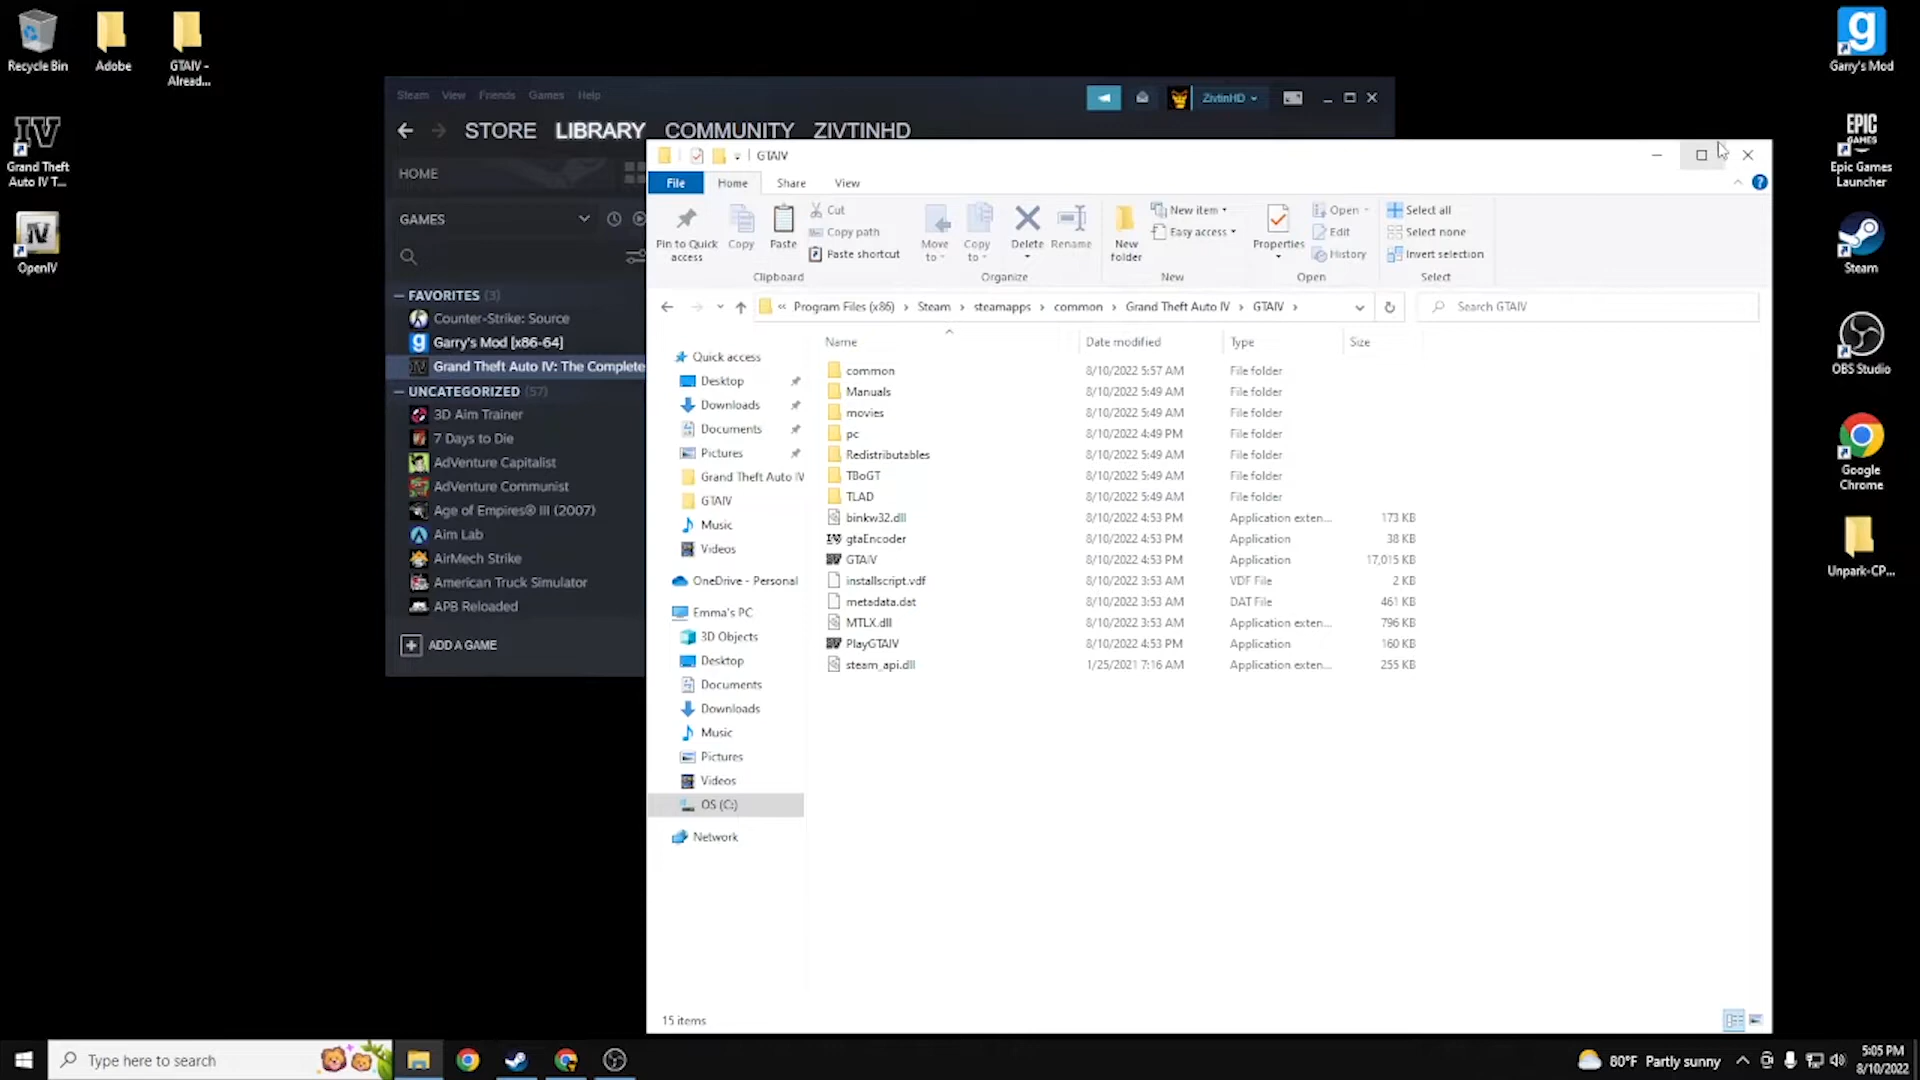 Recycle Bin
Adobe
GTAIV -
Alread...
Grand Theft
Auto IV T...
OpenIV
Steam View Friends Games Help
ZivtinHD
STORE LIBRARY COMMUNITY ZIVTINHD
HOME
GAMES
FAVORITES (3)
Counter-Strike: Source
Garry's Mod [x86-64]
Grand Theft Auto IV: The Complete
UNCATEGORIZED (57)
3D Aim Trainer
7 Days to Die
AdVenture Capitalist
AdVenture Communist
Age of Empires® III (2007)
Aim Lab
AirMech Strike
American Truck Simulator
APB Reloaded
ADD A GAME
GTAIV
File Home Share View
Pin to Quick
access
Copy
Paste
Cut
Copy path
Paste shortcut
Clipboard
Move
to
Copy
to
Delete
Rename
Organize
New
folder
New item
Easy access
New
Properties
Open
Edit
History
Open
Select all
Select none
Invert selection
Select
« Program Files (x86) › Steam › steamapps › common › Grand Theft Auto IV › GTAIV ›
Search GTAIV
Quick access
Desktop
Downloads
Documents
Pictures
Grand Theft Auto IV
GTAIV
Music
Videos
OneDrive - Personal
Emma's PC
3D Objects
Desktop
Documents
Downloads
Music
Pictures
Videos
OS (C:)
Network
Name Date modified Type Size
common 8/10/2022 5:57 AM File folder
Manuals 8/10/2022 5:49 AM File folder
movies 8/10/2022 5:49 AM File folder
pc 8/10/2022 4:49 PM File folder
Redistributables 8/10/2022 5:49 AM File folder
TBoGT 8/10/2022 5:49 AM File folder
TLAD 8/10/2022 5:49 AM File folder
binkw32.dll 8/10/2022 4:53 PM Application exten... 173 KB
gtaEncoder 8/10/2022 4:53 PM Application 38 KB
GTAIV 8/10/2022 4:53 PM Application 17,015 KB
installscript.vdf 8/10/2022 3:53 AM VDF File 2 KB
metadata.dat 8/10/2022 3:53 AM DAT File 461 KB
MTLX.dll 8/10/2022 3:53 AM Application exten... 796 KB
PlayGTAIV 8/10/2022 4:53 PM Application 160 KB
steam_api.dll 1/25/2021 7:16 AM Application exten... 255 KB
15 items
Garry's Mod
EPIC
GAMES
Epic Games
Launcher
Steam
OBS Studio
Google
Chrome
Unpark-CP...
Type here to search
80°F Partly sunny
5:05 PM
8/10/2022